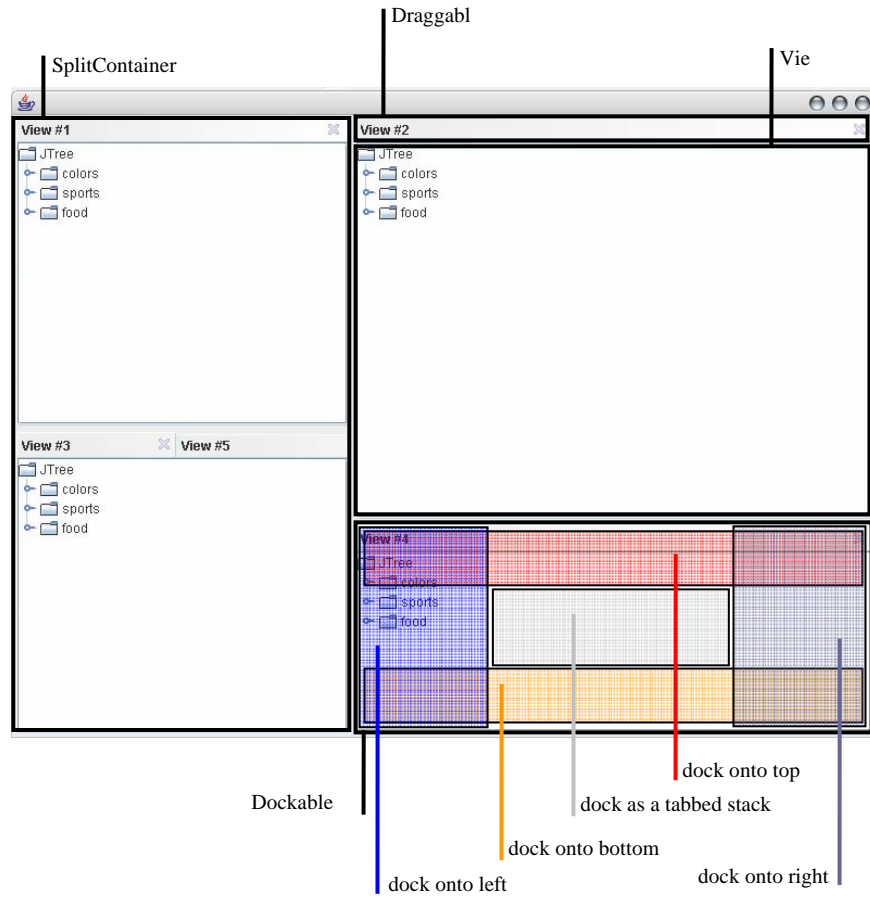 Draggabl
SplitContainer
Vie
View #1
View #2
JTree
colors
sports
food
JTree
colors
sports
food
View #3
View #5
JTree
colors
sports
food
View #4
JTree
colors
sports
food
dock onto top
Dockable
dock as a tabbed stack
dock onto bottom
dock onto right
dock onto left